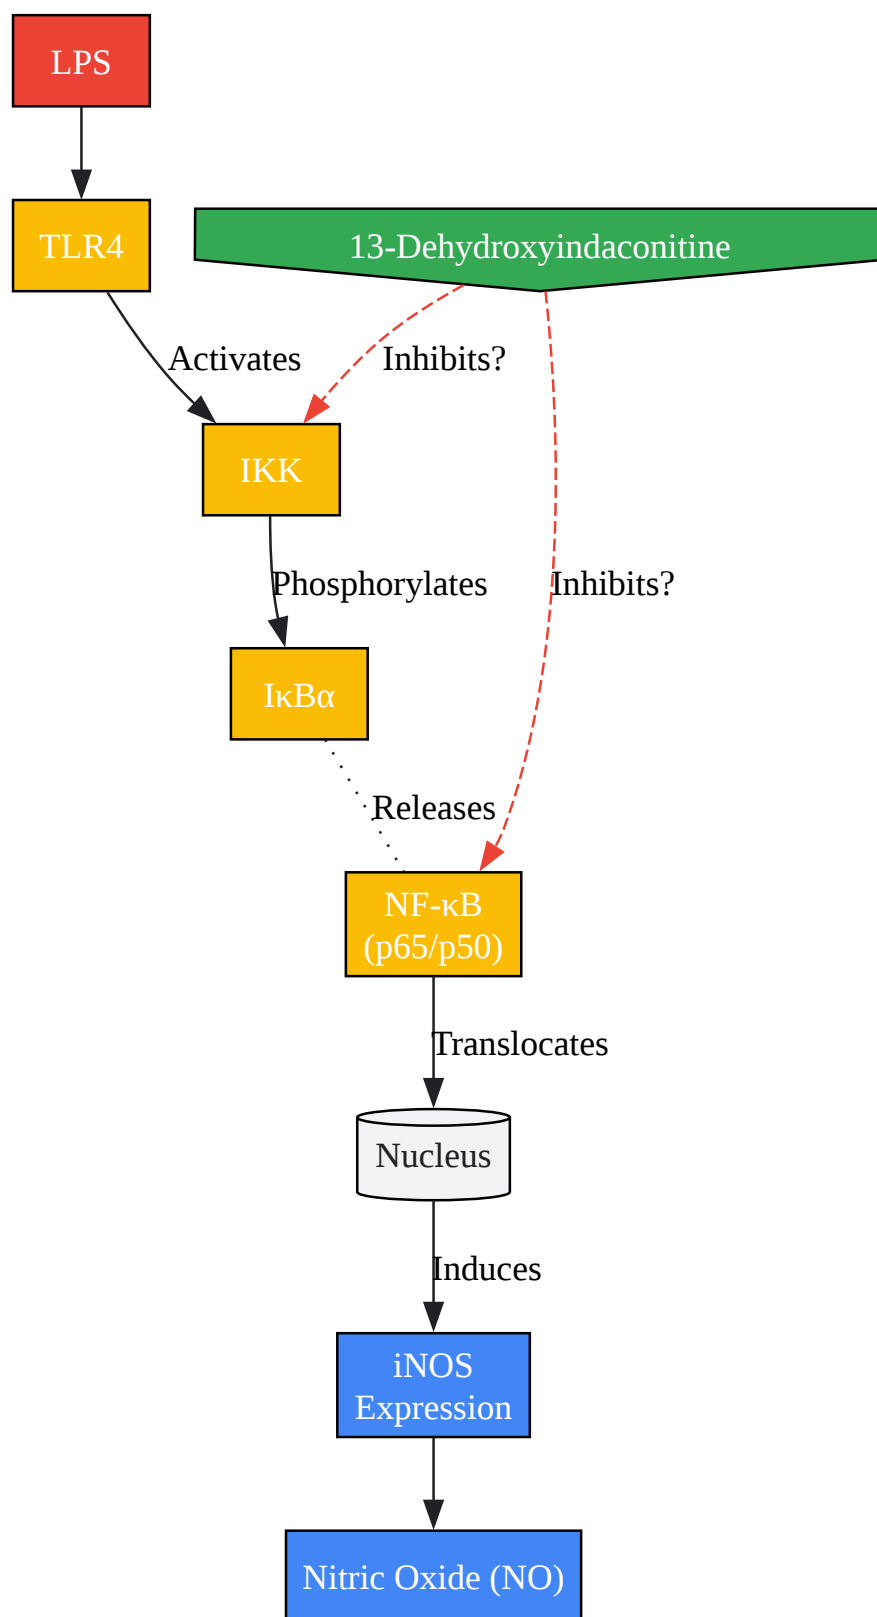 LPS
TLR4
13-Dehydroxyindaconitine
Activates
Inhibits?
IKK
Phosphorylates
Inhibits?
IκBα
Releases
NF-κB
(p65/p50)
Translocates
Nucleus
Induces
iNOS
Expression
Nitric Oxide (NO)